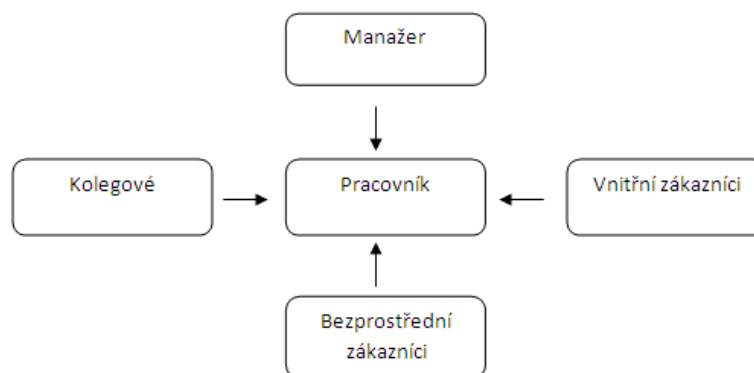 Manažer
Kolegové
Pracovník
Vnitřní zákazníci
Bezprostřední
zákazníci